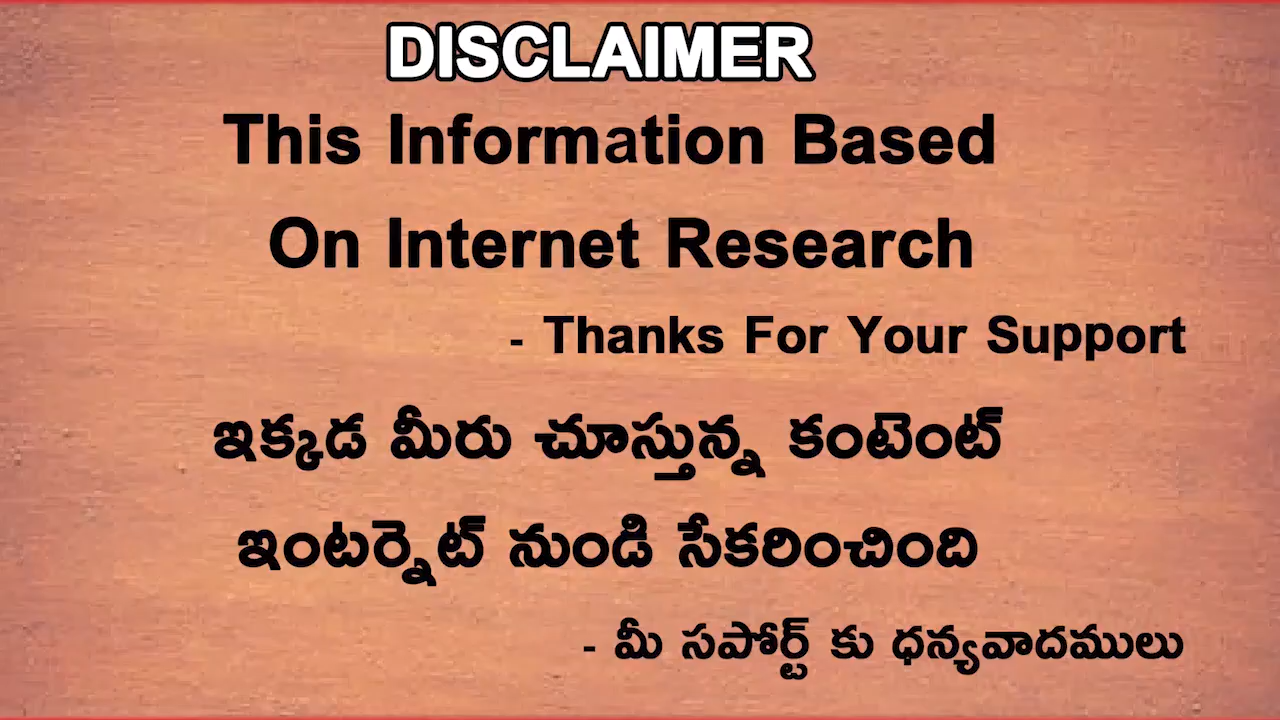 DISCLAIMER
This Information Based
On Internet Research
- Thanks For Your Support
ఇక్కడ మీరు చూస్తున్న కంటెంట్
ఇంటర్నెట్ నుండి సేకరించింది
- మీ సపోర్ట్ కు ధన్యవాదములు